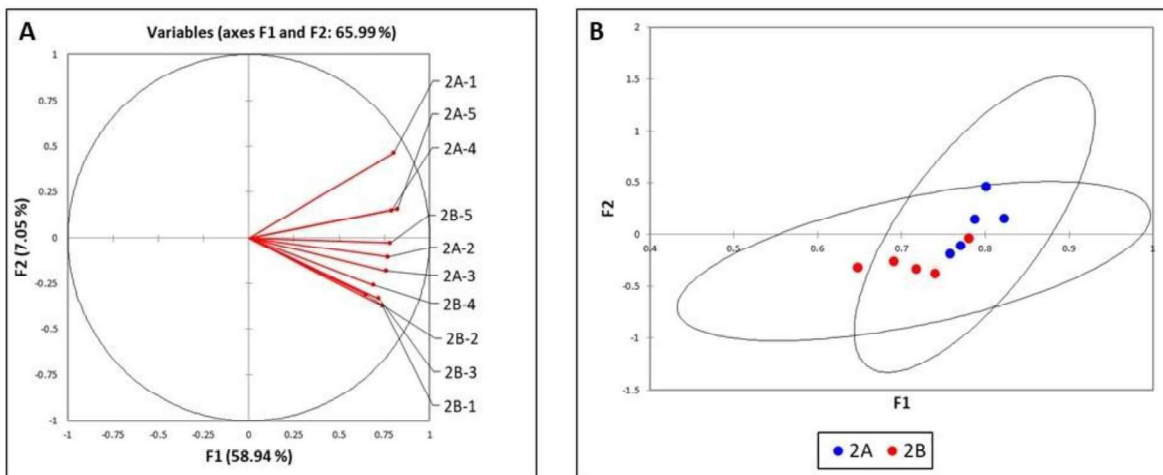 A
Variables (axes F1 and F2: 65.99 %)
1
0.75
0.5
0.25
0
-0.25
-0.5
-0.75
-1
-1
-0.75
-0.5
-0.25
0
0.25
0.5
0.75
1
F2 (7.05 %)
F1 (58.94 %)
2A-1
2A-5
2A-4
2B-5
2A-2
2A-3
2B-4
2B-2
2B-3
2B-1
B
2
1.5
1
0.5
0
-0.5
-1
-1.5
0.4
0.5
0.6
0.7
0.8
0.9
1
F2
F1
2A
2B